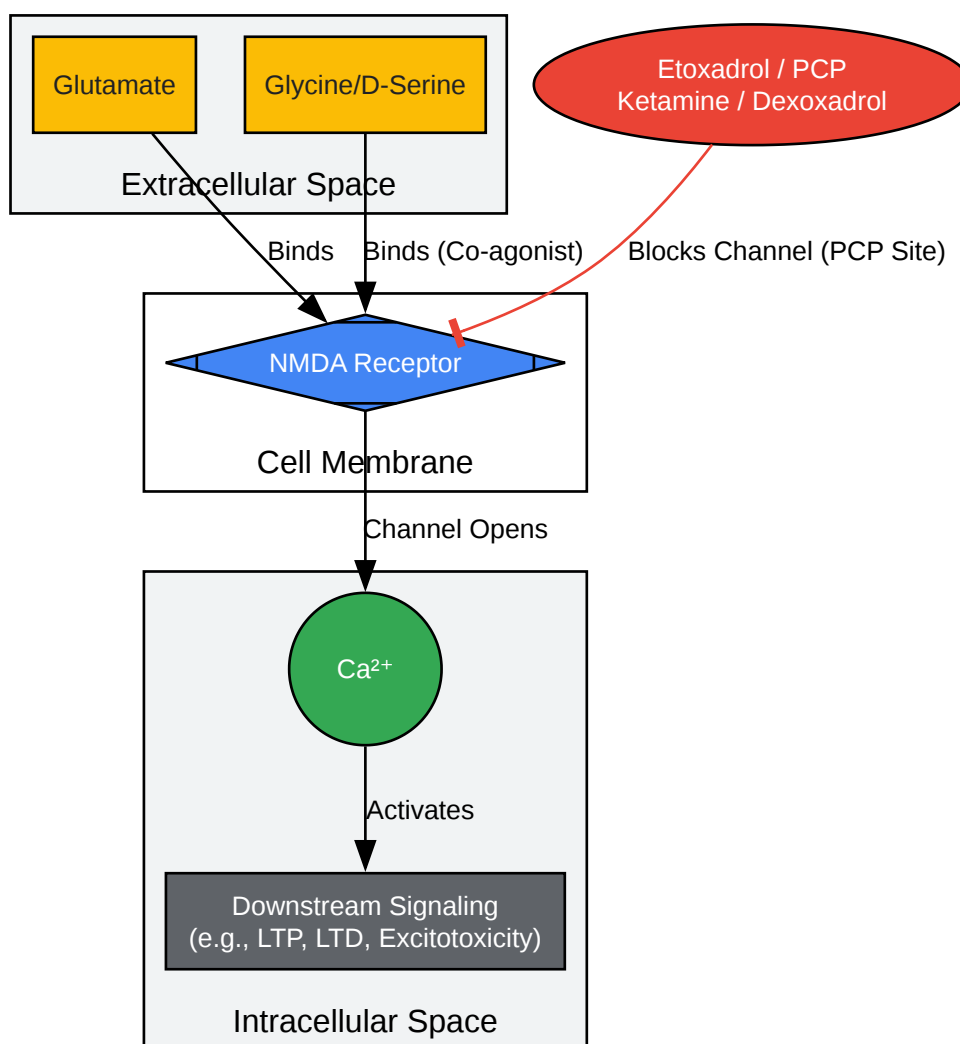 Glutamate
Glycine/D-Serine
Etoxadrol / PCP
Ketamine / Dexoxadrol
Extracellular Space
Binds
Binds (Co-agonist)
Blocks Channel (PCP Site)
NMDA Receptor
Cell Membrane
Channel Opens
Ca²⁺
Activates
Downstream Signaling
(e.g., LTP, LTD, Excitotoxicity)
Intracellular Space